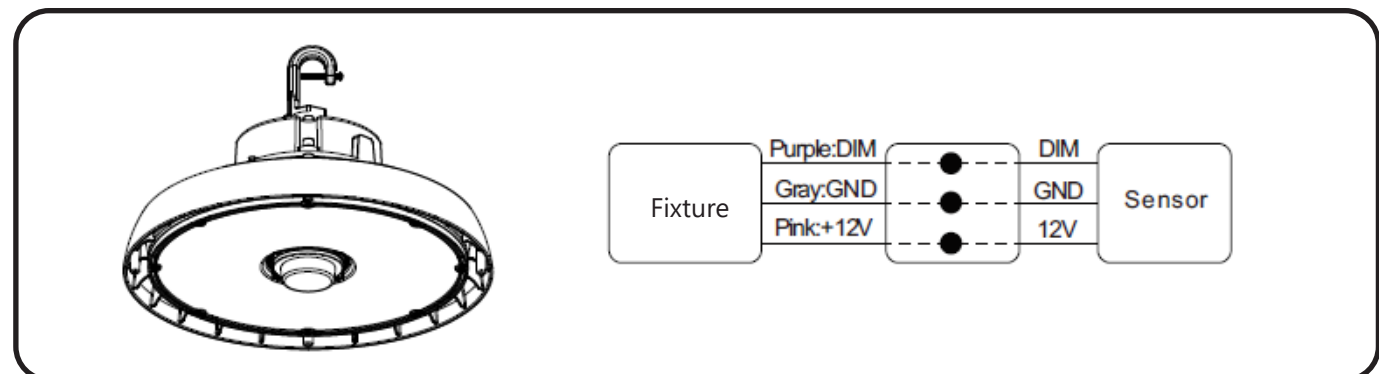 Purple:DIM
DIM
Gray:GND
GND
Fixture
Sensor
Pink:+12V
12V